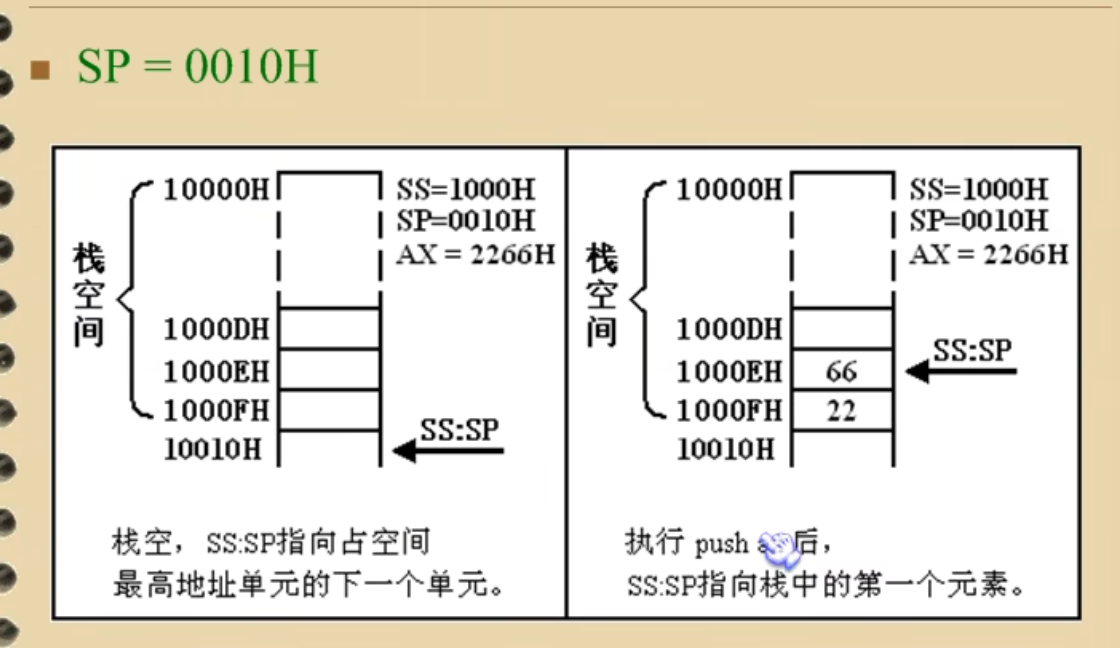 SP = 0010H
栈空间
10000H
1000DH
1000EH
1000FH
10010H
SS=1000H
SP=0010H
AX = 2266H
SS:SP
栈空，SS:SP指向占空间
最高地址单元的下一个单元。
栈空间
10000H
1000DH
1000EH
1000FH
10010H
66
22
SS=1000H
SP=0010H
AX = 2266H
SS:SP
执行 push 后，
SS:SP指向栈中的第一个元素。